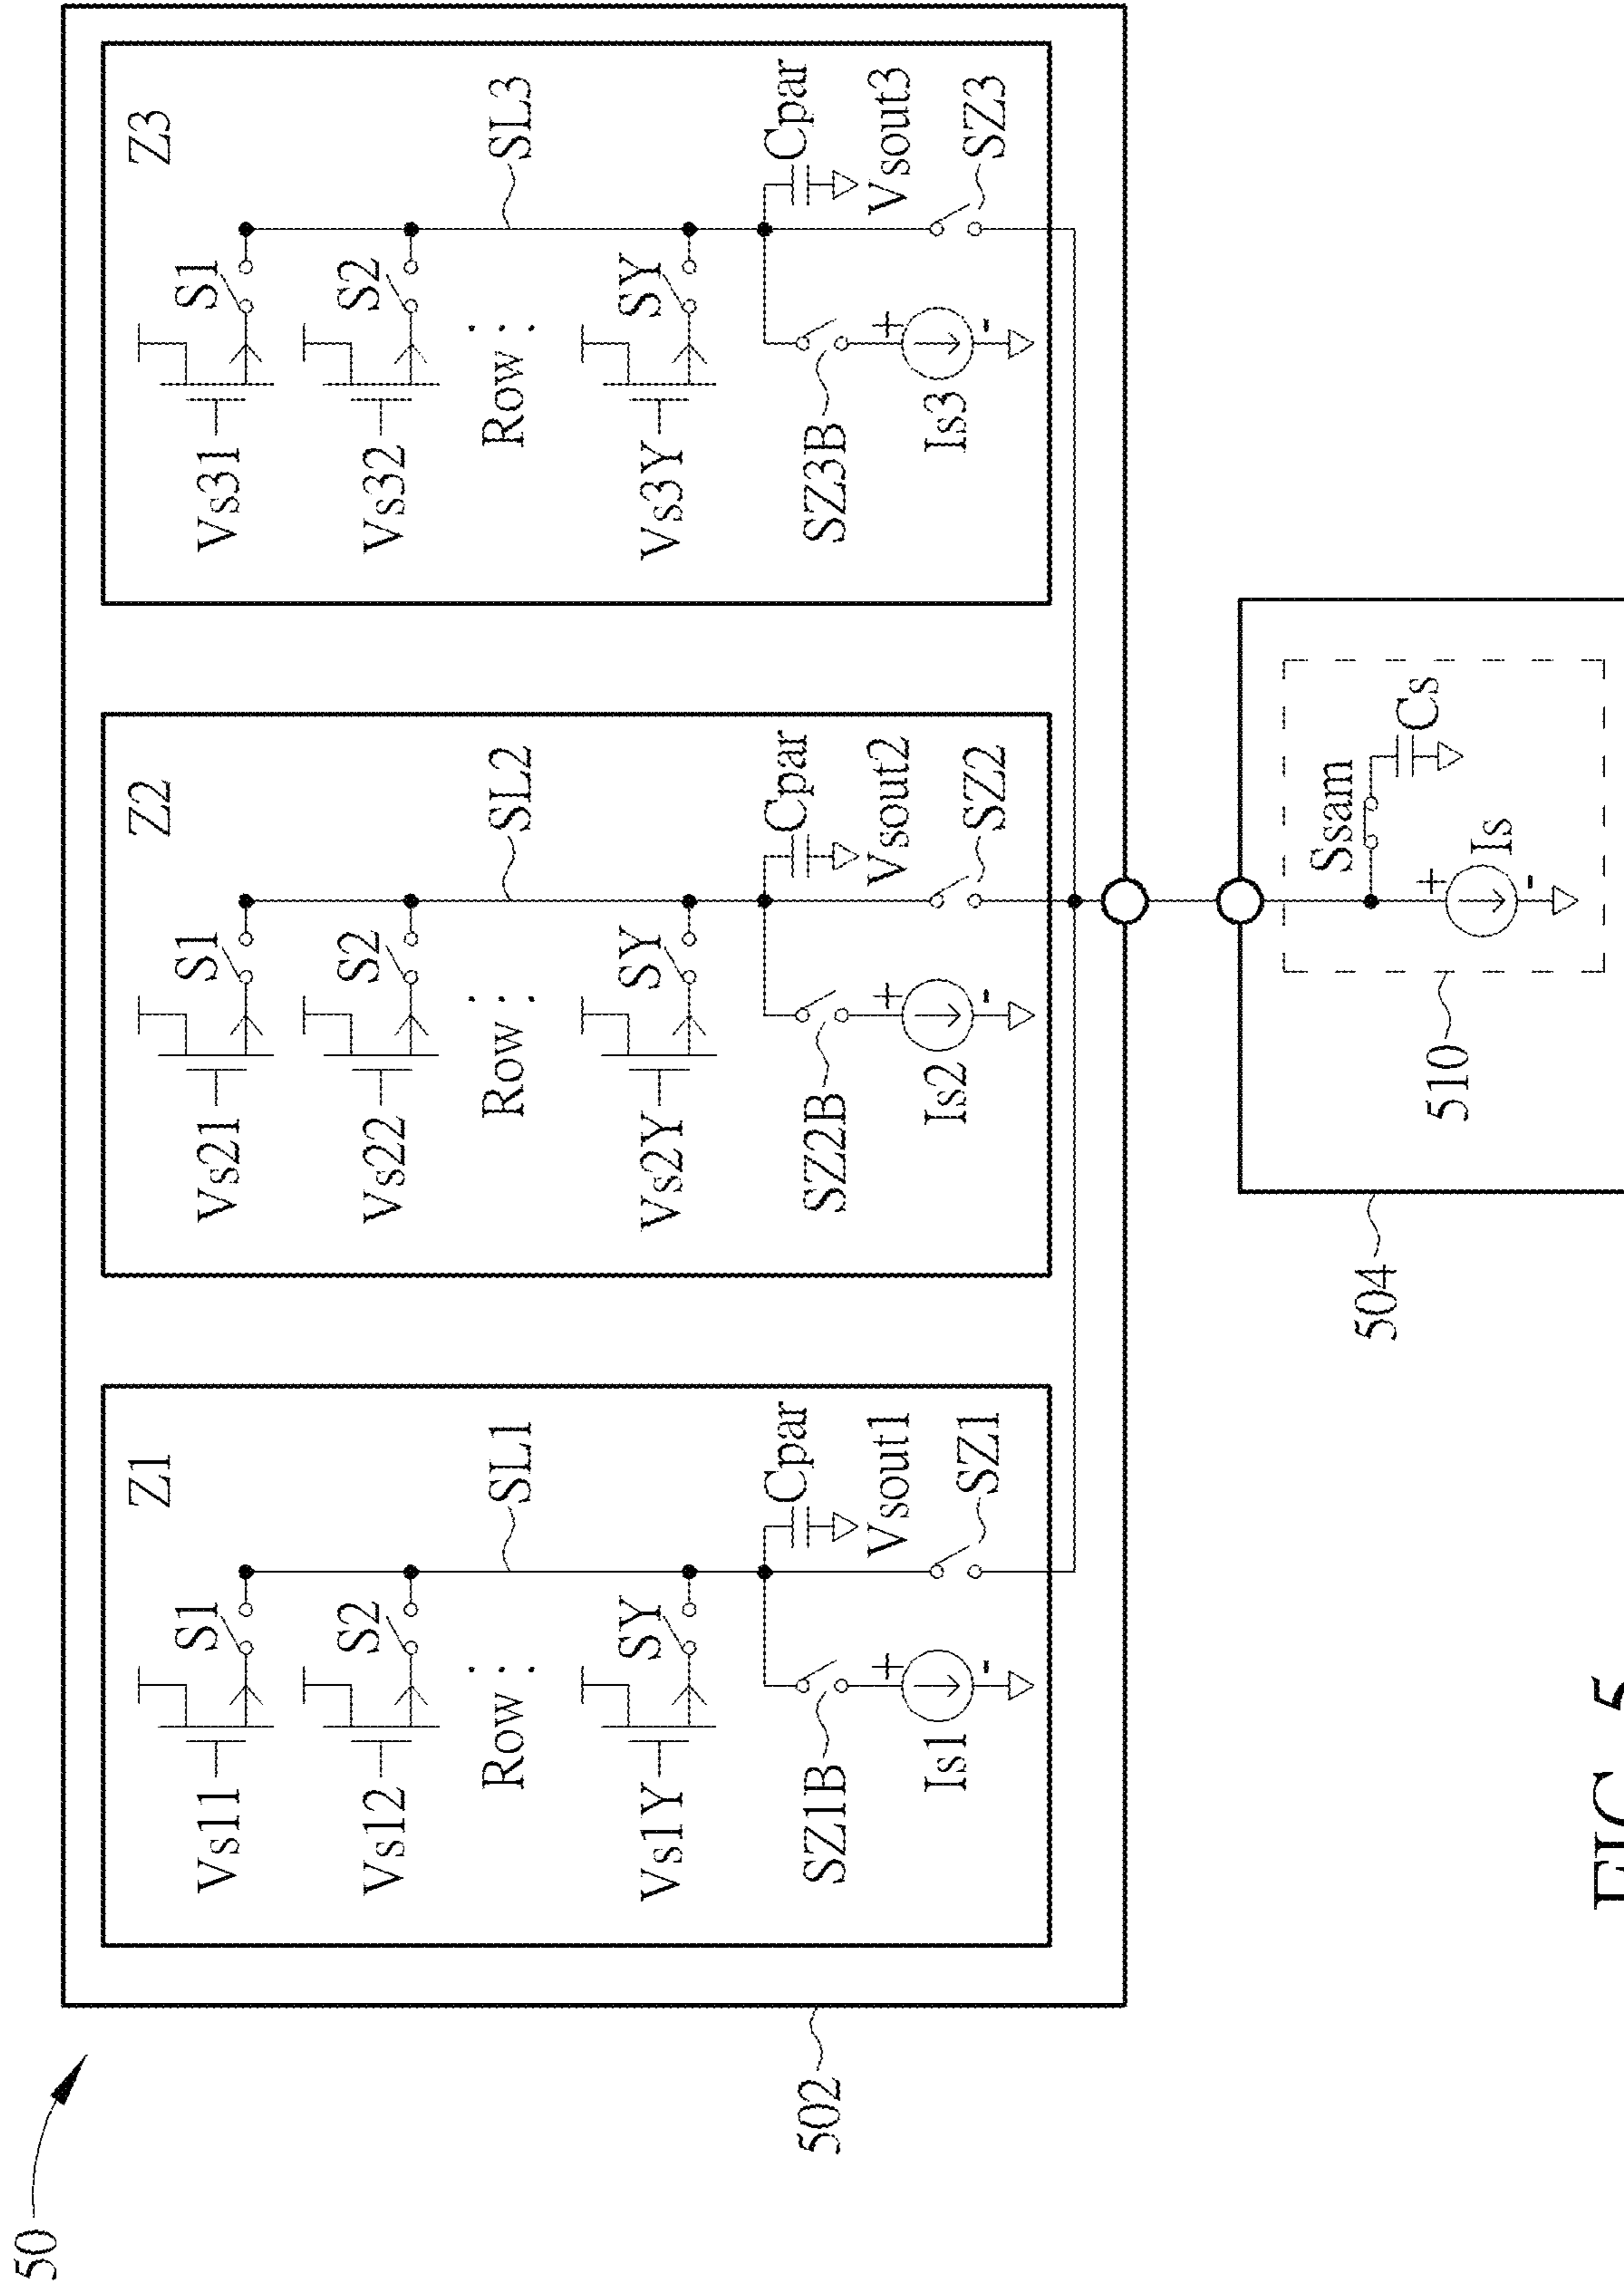 50
502
Z1
Vs11
S1
Vs12
S2
Row
SL1
Vs1Y
SY
Cpar
SZ1B
Vsout1
Is1
+
-
SZ1
Z2
Vs21
S1
Vs22
S2
Row
SL2
Vs2Y
SY
Cpar
SZ2B
Vsout2
Is2
+
-
SZ2
Z3
Vs31
S1
Vs32
S2
Row
SL3
Vs3Y
SY
Cpar
SZ3B
Vsout3
Is3
+
-
SZ3
504
510
Ssam
Cs
+
-
Is
FIG. 5